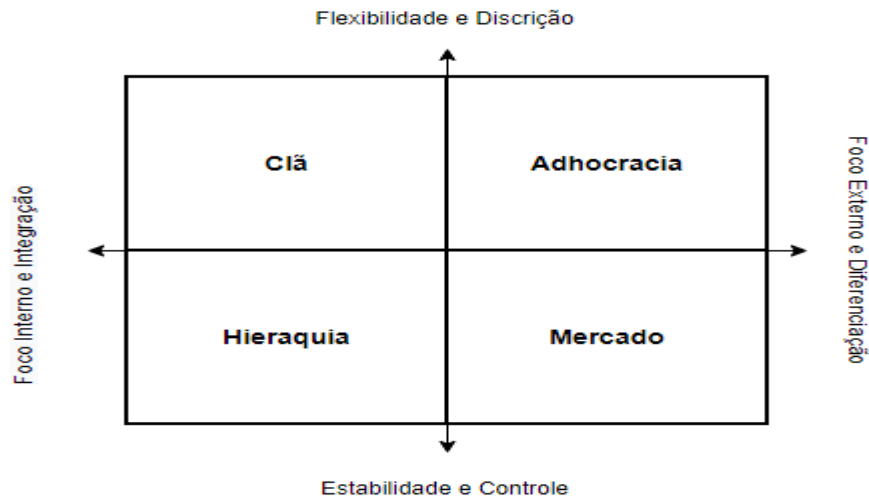 Flexibilidade e Discrição
Clã
Adhocracia
Foco Interno e Integração
Foco Externo e Diferenciação
Hieraquia
Mercado
Estabilidade e Controle